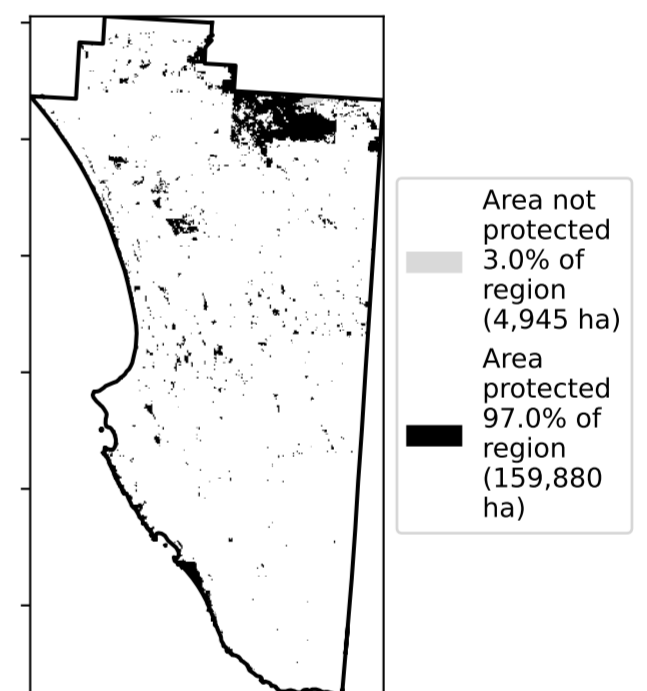 Area not
protected
3.0% of
region
(4,945 ha)
Area
protected
97.0% of
region
(159,880
ha)